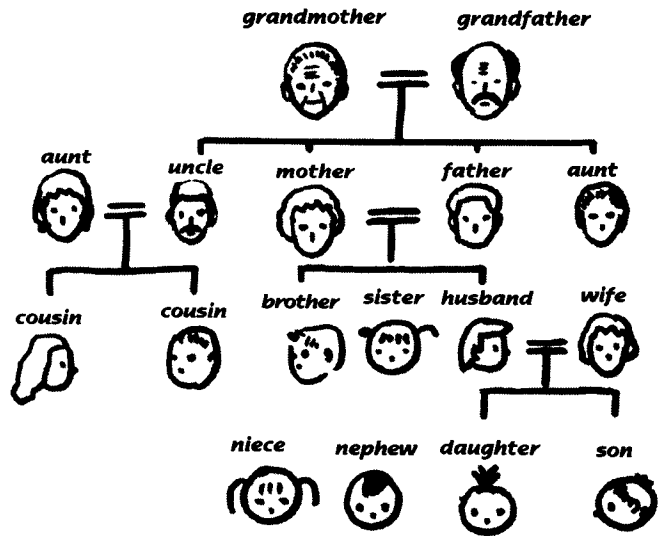 grandmother grandfather
aunt uncle mother father aunt
cousin cousin brother sister husband wife
niece nephew daughter son